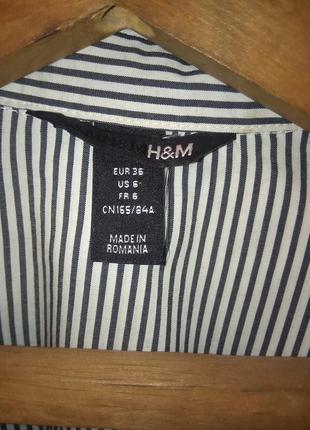 H&M
EUR 36
US 6
FR 6
CN165/84A
MADE IN
ROMANIA